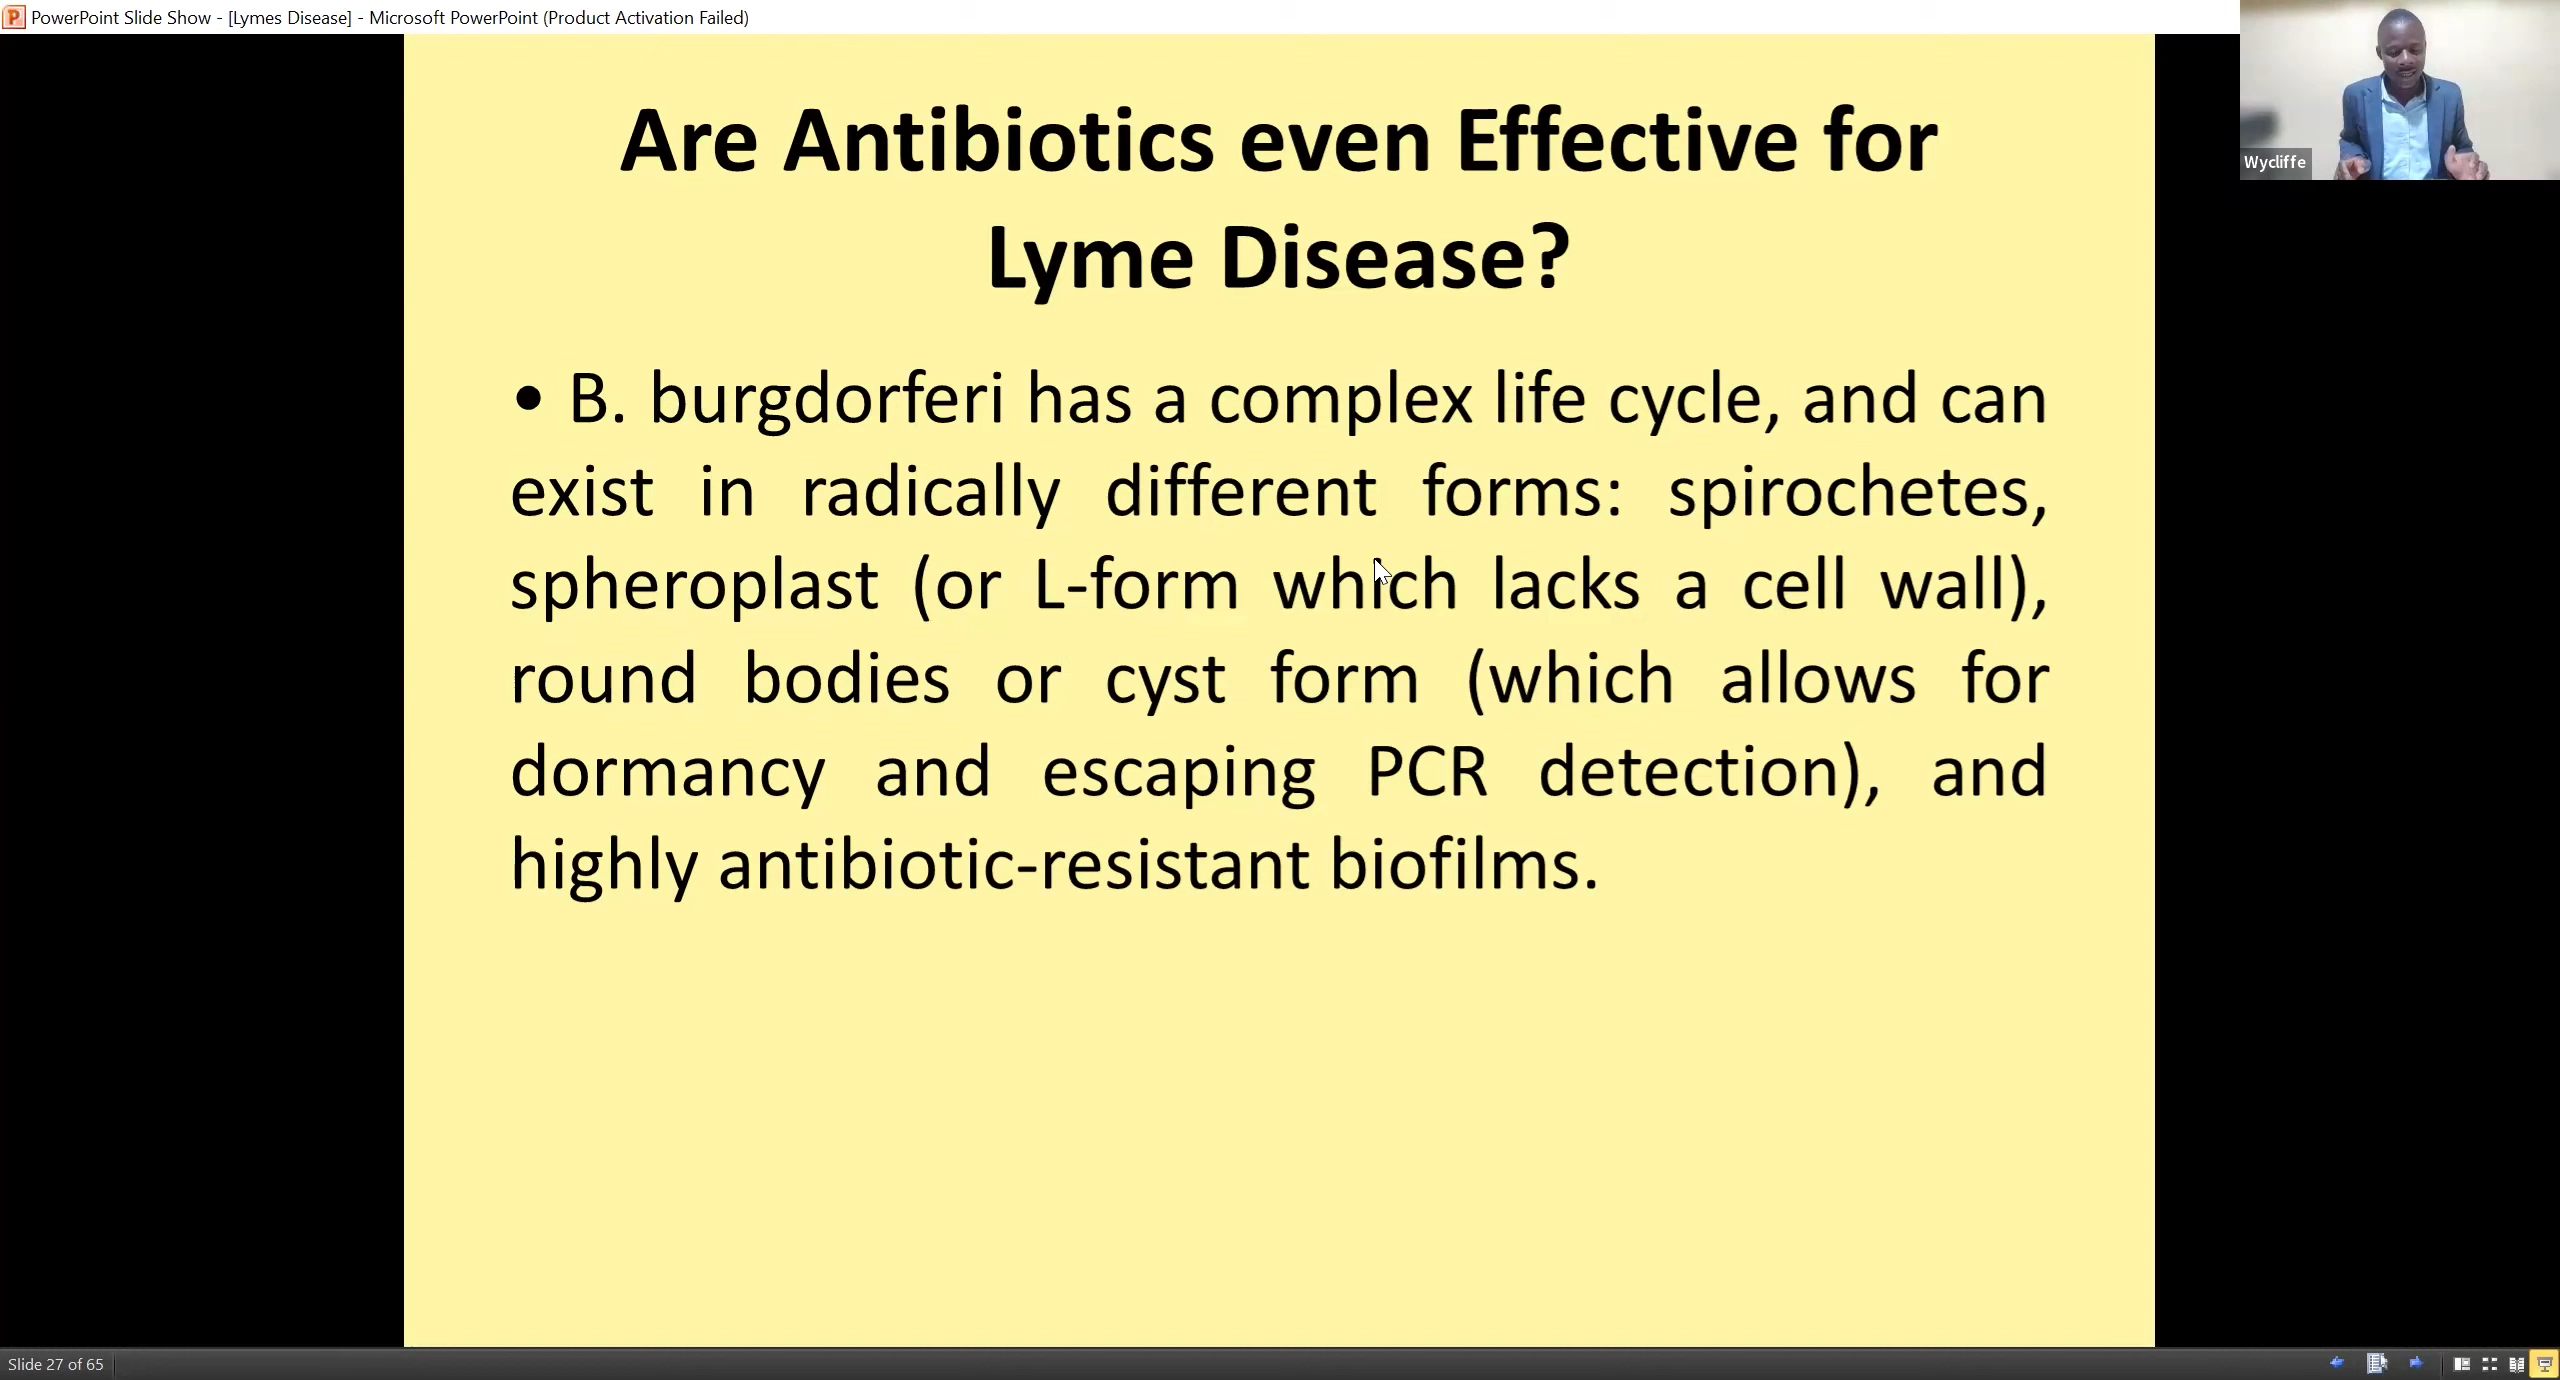 PowerPoint Slide Show - [Lymes Disease] - Microsoft PowerPoint (Product Activation Failed)
Wycliffe
Are Antibiotics even Effective for
Lyme Disease?
• B. burgdorferi has a complex life cycle, and can
exist in radically different forms: spirochetes,
spheroplast (or L-form which lacks a cell wall),
round bodies or cyst form (which allows for
dormancy and escaping PCR detection), and
highly antibiotic-resistant biofilms.
Slide 27 of 65